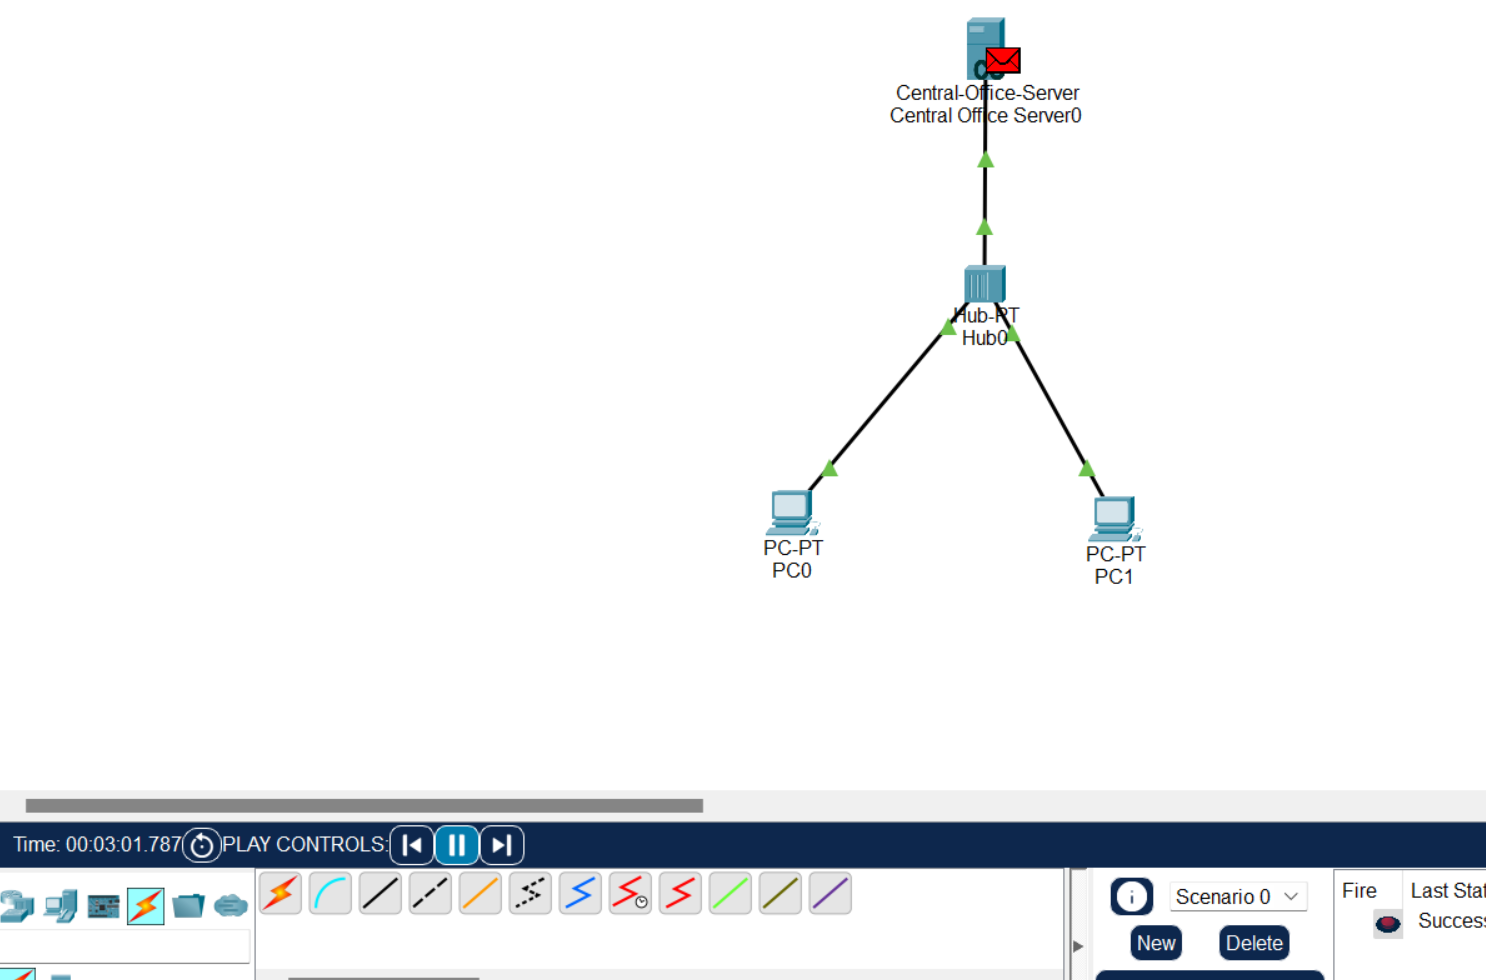 Central-Office-Server
Central Office Server0
Hub-PT
Hub0
PC-PT
PC0
PC-PT
PC1
Time: 00:03:01.787 PLAY CONTROLS:
Scenario 0
New
Delete
Fire
Last Stat
Success